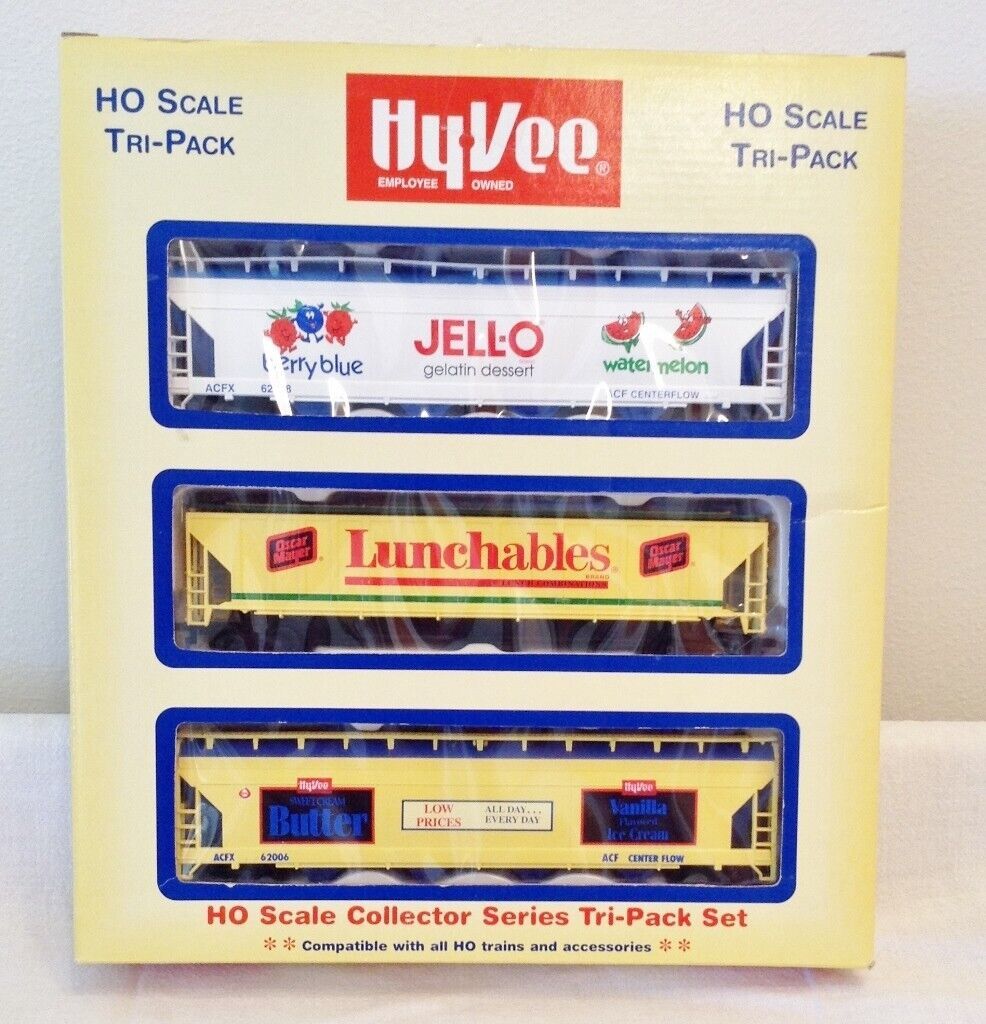 HO SCALE
TRI-PACK
HyVee®
EMPLOYEE OWNED
HO SCALE
TRI-PACK
berry blue
JELL-O
gelatin dessert
watermelon
ACFX
ACF CENTERFLOW
Oscar
Mayer
®
Lunchables®
BRAND
LUNCH COMBINATIONS
Oscar
Mayer
®
HyVee
SWEET CREAM
Butter
LOW
PRICES
ALL DAY...
EVERY DAY
HyVee
Vanilla
Flavored
Ice Cream
ACFX 62006
ACF CENTER FLOW
HO Scale Collector Series Tri-Pack Set
** Compatible with all HO trains and accessories **